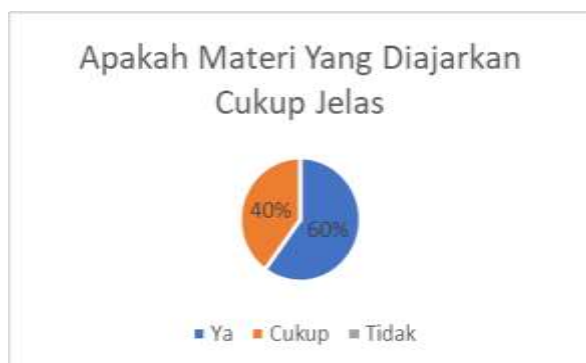 Apakah Materi Yang Diajarkan
Cukup Jelas
40%
60%
Ya Cukup Tidak